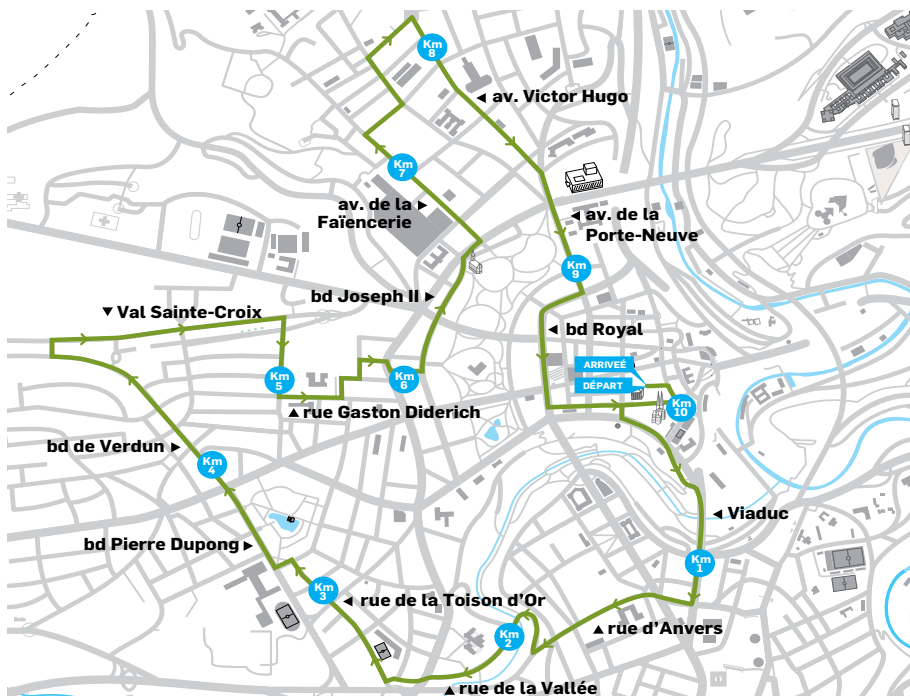 Km
8
◄ av. Victor Hugo
Km
7
av. de la ►
Faïencerie
◄ av. de la
Porte-Neuve
Km
9
bd Joseph II ►
▼ Val Sainte-Croix
◄ bd Royal
ARRIVEÉ
DÉPART
Km
5
Km
6
Km
10
▲ rue Gaston Diderich
bd de Verdun ►
Km
4
◄ Viaduc
bd Pierre Dupong ►
Km
1
Km
3
◄ rue de la Toison d’Or
▲ rue d’Anvers
Km
2
▲ rue de la Vallée